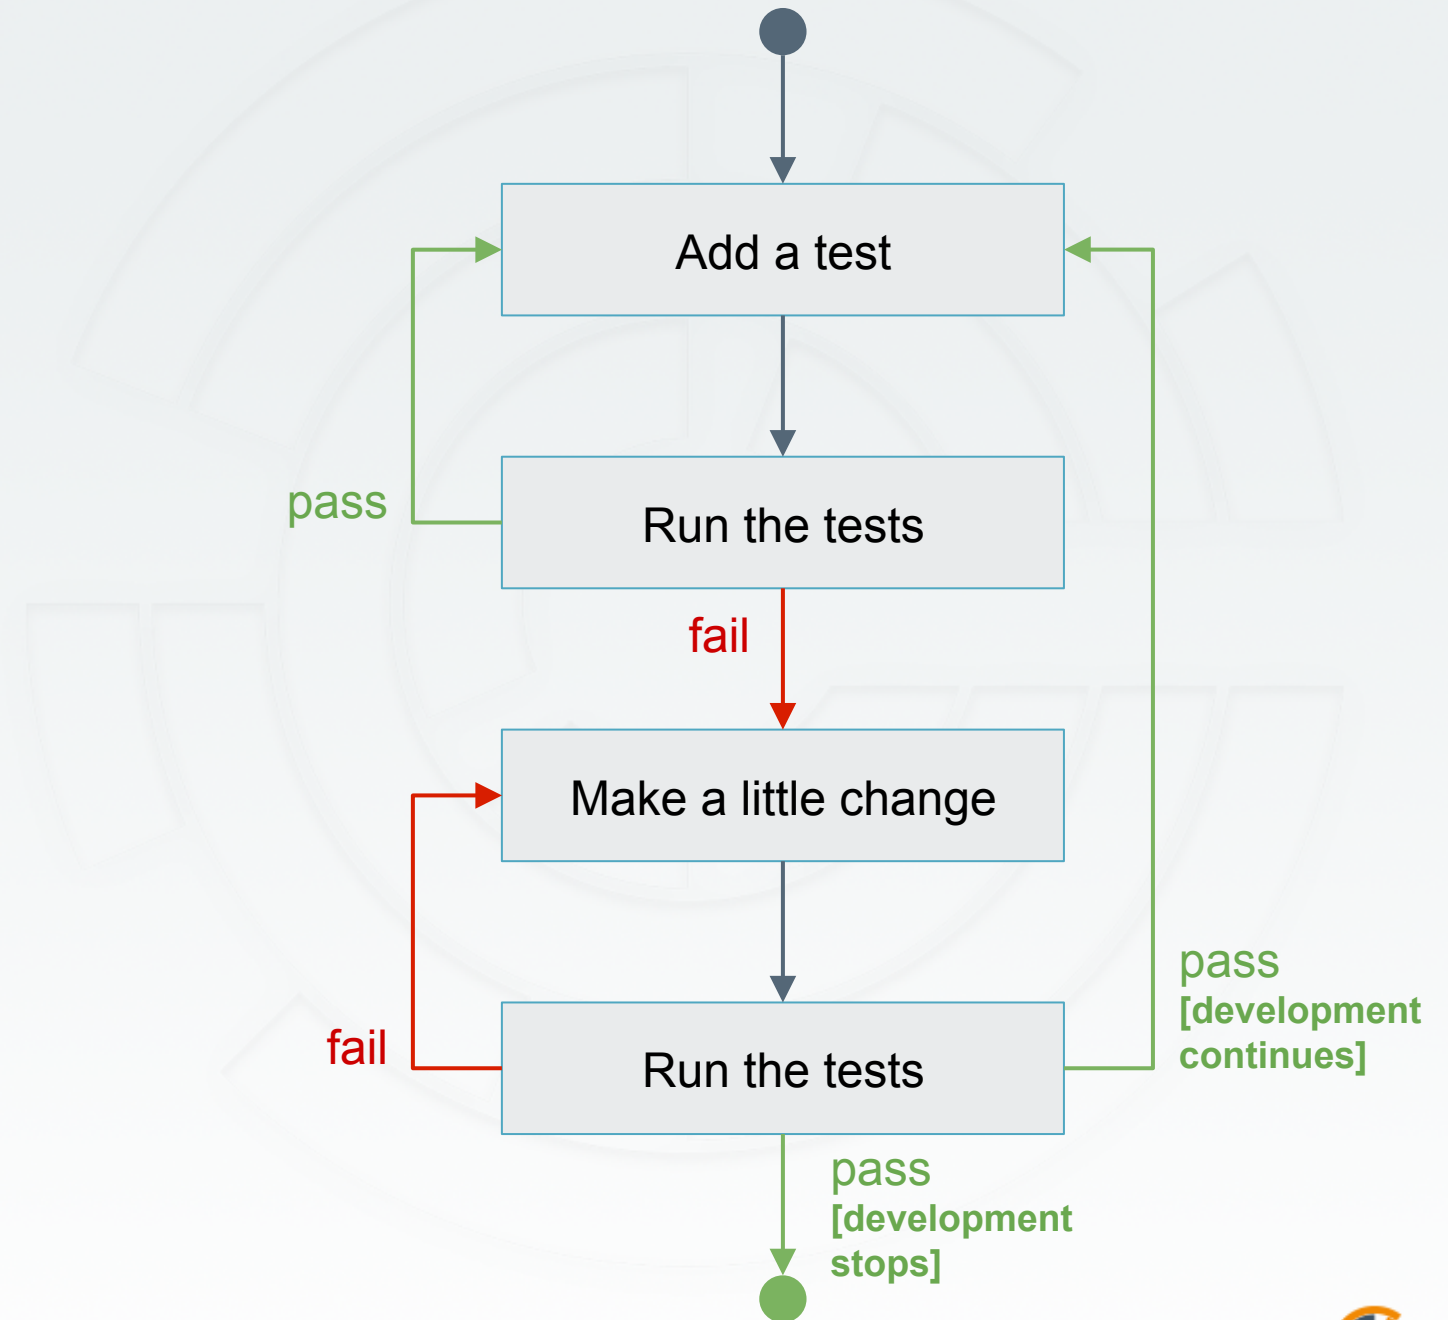 Add a test
pass
Run the tests
fail
Make a little change
pass
[development
continues]
fail
Run the tests
pass
[development
stops]